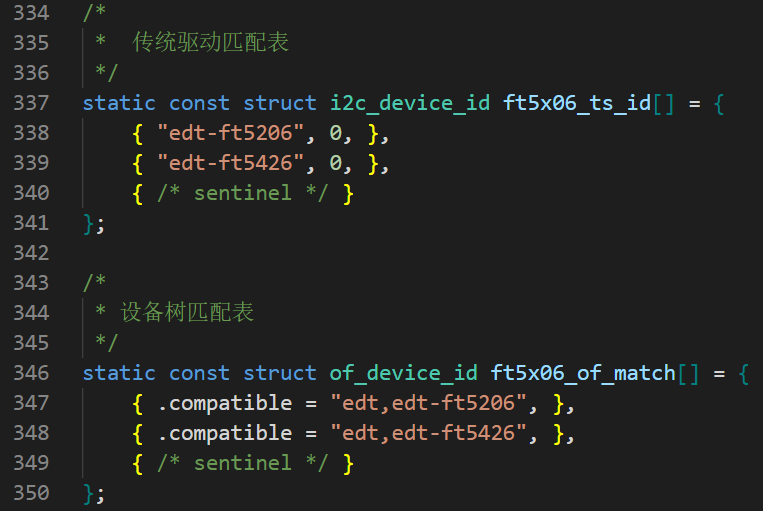 334 /*
335  *  传统驱动匹配表
336  */
337 static const struct i2c_device_id ft5x06_ts_id[] = {
338     { "edt-ft5206", 0, },
339     { "edt-ft5426", 0, },
340     { /* sentinel */ }
341 };
342
343 /*
344  * 设备树匹配表
345  */
346 static const struct of_device_id ft5x06_of_match[] = {
347     { .compatible = "edt,edt-ft5206", },
348     { .compatible = "edt,edt-ft5426", },
349     { /* sentinel */ }
350 };